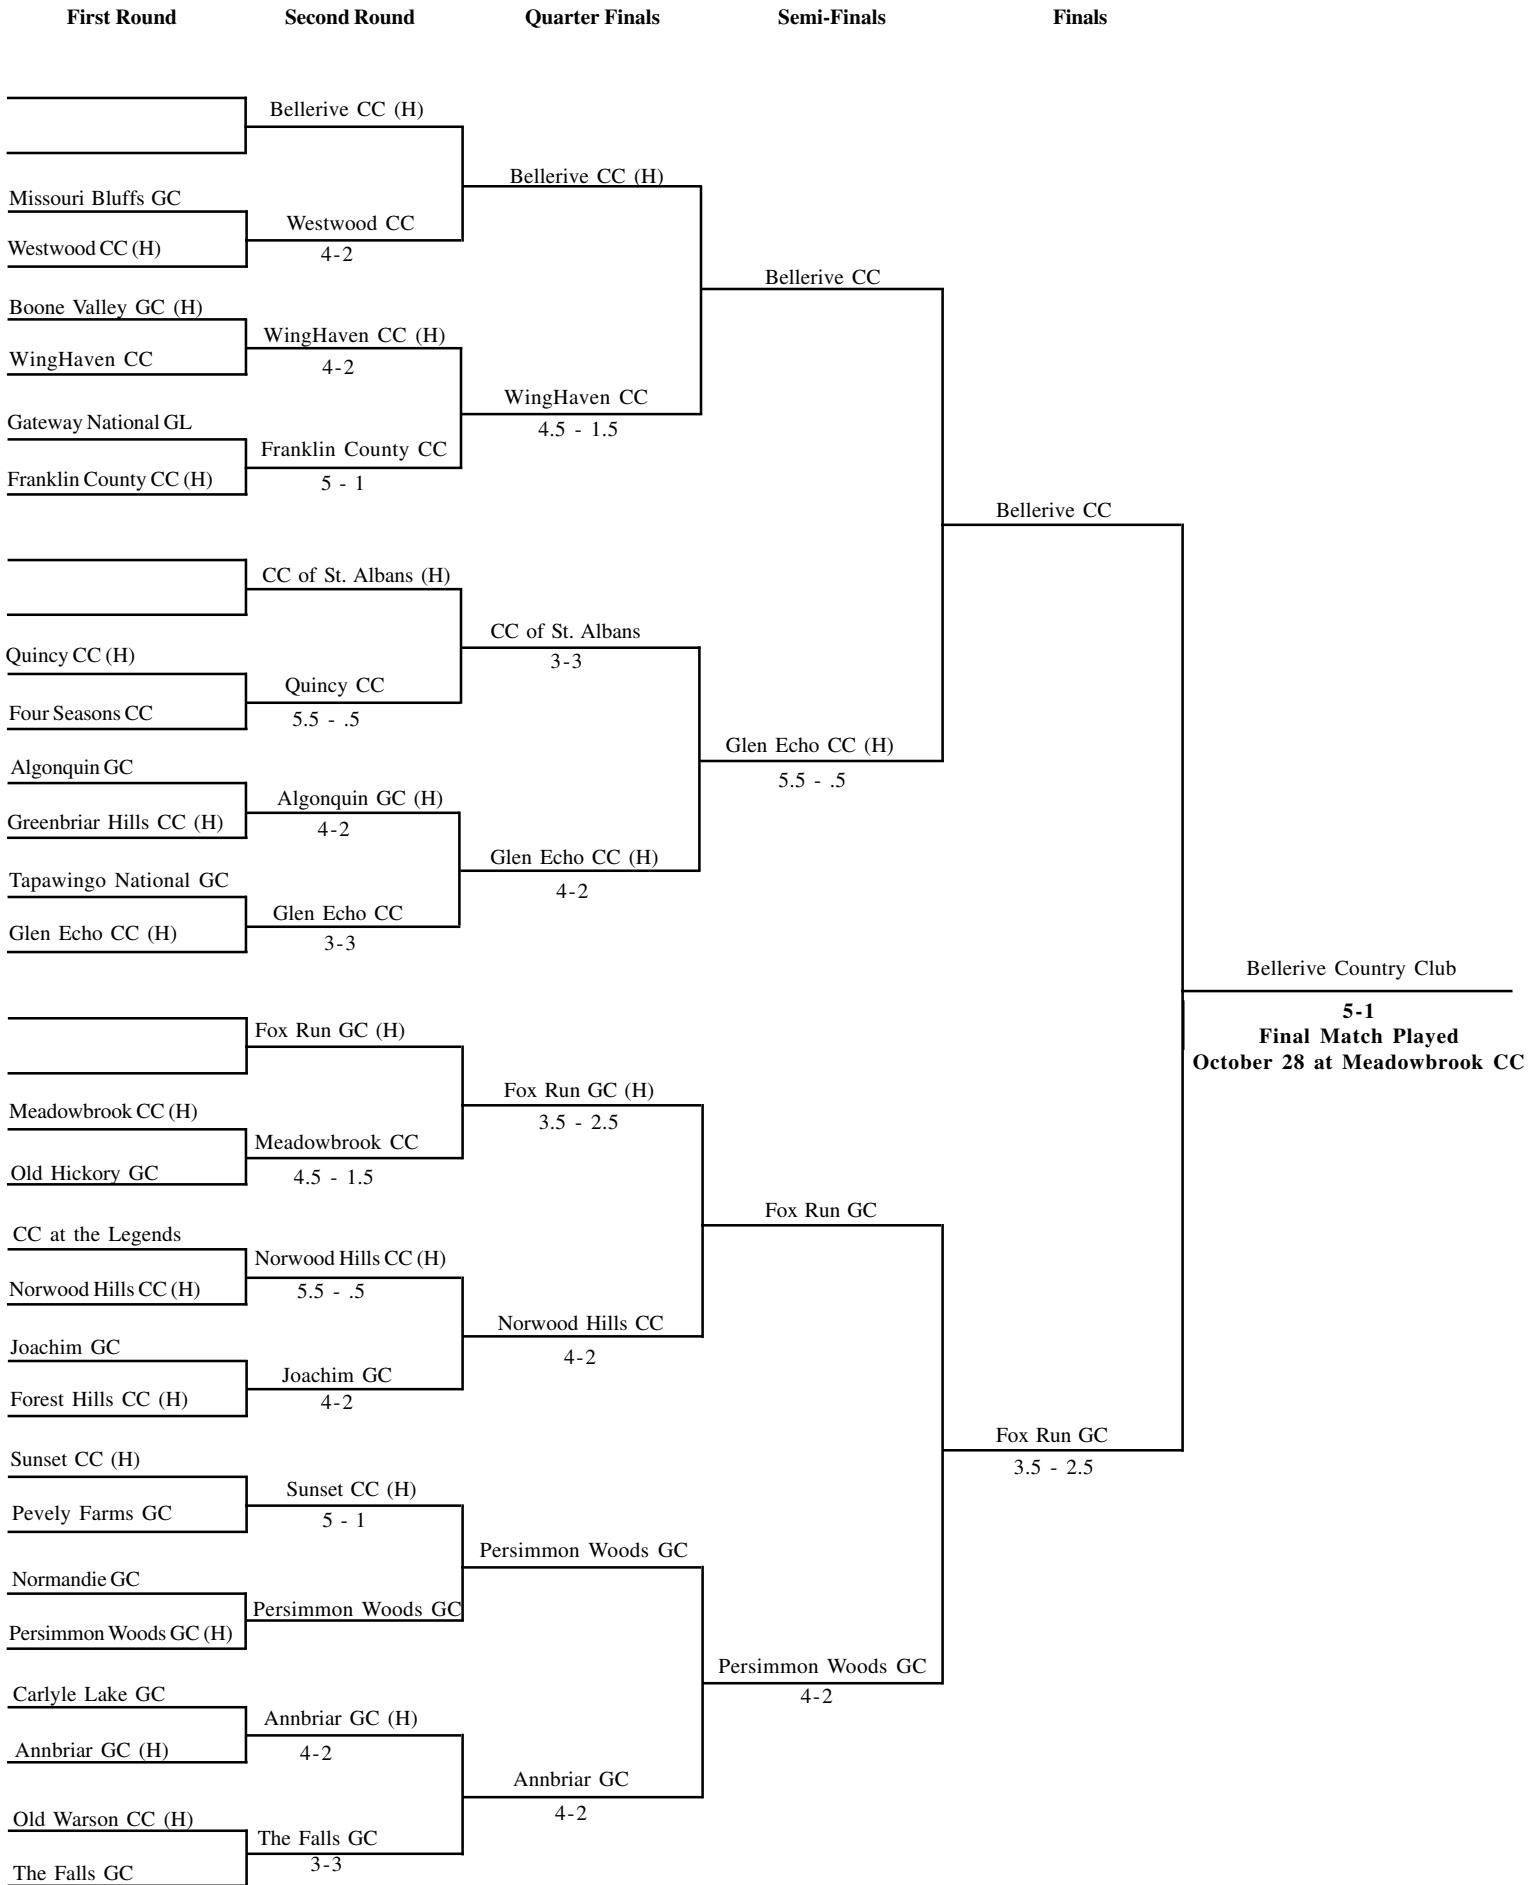 First Round Second Round Quarter Finals Semi-Finals Finals
Bellerive CC (H)
Bellerive CC (H)
Missouri Bluffs GC
Westwood CC
Westwood CC (H)
4-2
Bellerive CC
Boone Valley GC (H)
WingHaven CC (H)
WingHaven CC
4-2
WingHaven CC
4.5 - 1.5
Gateway National GL
Franklin County CC
Franklin County CC (H)
5 - 1
Bellerive CC
CC of St. Albans (H)
CC of St. Albans
3-3
Quincy CC (H)
Quincy CC
Four Seasons CC
5.5 - .5
Glen Echo CC (H)
5.5 - .5
Algonquin GC
Algonquin GC (H)
Greenbriar Hills CC (H)
4-2
Glen Echo CC (H)
4-2
Tapawingo National GC
Glen Echo CC
Glen Echo CC (H)
3-3
Bellerive Country Club
5-1
Final Match Played
October 28 at Meadowbrook CC
Fox Run GC (H)
Fox Run GC (H)
3.5 - 2.5
Meadowbrook CC (H)
Meadowbrook CC
Old Hickory GC
4.5 - 1.5
Fox Run GC
CC at the Legends
Norwood Hills CC (H)
Norwood Hills CC (H)
5.5 - .5
Norwood Hills CC
4-2
Joachim GC
Joachim GC
Forest Hills CC (H)
4-2
Fox Run GC
3.5 - 2.5
Sunset CC (H)
Sunset CC (H)
Pevely Farms GC
5 - 1
Persimmon Woods GC
Normandie GC
Persimmon Woods GC
Persimmon Woods GC (H)
Persimmon Woods GC
4-2
Carlyle Lake GC
Annbriar GC (H)
Annbriar GC (H)
4-2
Annbriar GC
4-2
Old Warson CC (H)
The Falls GC
The Falls GC
3-3